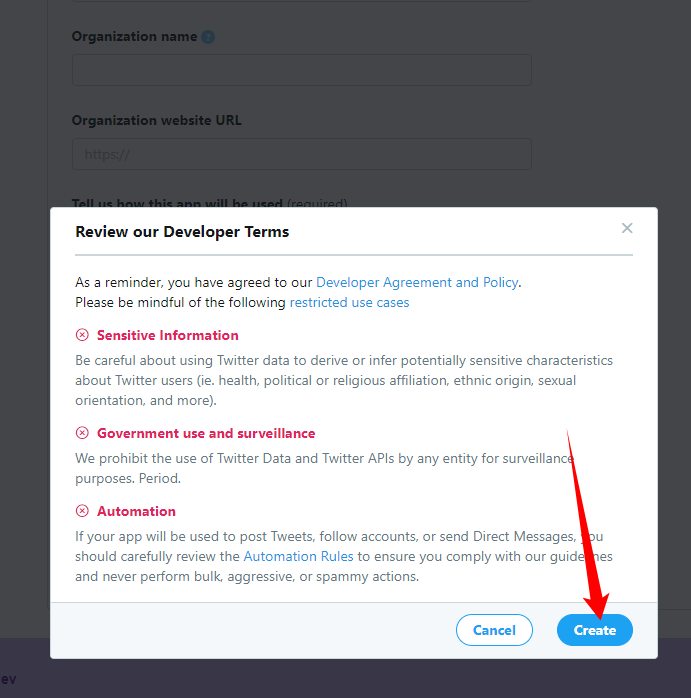 Organization name
Organization website URL
https://
Tell us how this app will be used (required)
Review our Developer Terms
As a reminder, you have agreed to our Developer Agreement and Policy.
Please be mindful of the following restricted use cases
Sensitive Information
Be careful about using Twitter data to derive or infer potentially sensitive characteristics
about Twitter users (ie. health, political or religious affiliation, ethnic origin, sexual
orientation, and more).
Government use and surveillance
We prohibit the use of Twitter Data and Twitter APIs by any entity for surveillance
purposes. Period.
Automation
If your app will be used to post Tweets, follow accounts, or send Direct Messages, you
should carefully review the Automation Rules to ensure you comply with our guidelines
and never perform bulk, aggressive, or spammy actions.
Cancel
Create
ev